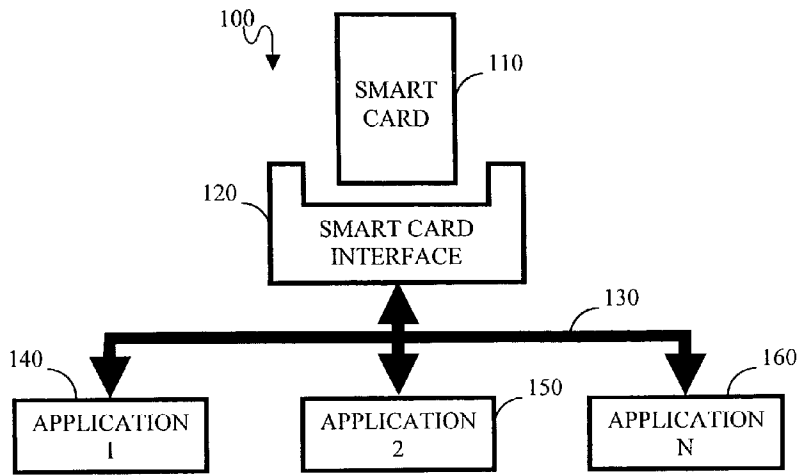 100
110
SMART
CARD
120
SMART CARD
INTERFACE
130
140
150
160
APPLICATION
1
APPLICATION
2
APPLICATION
N